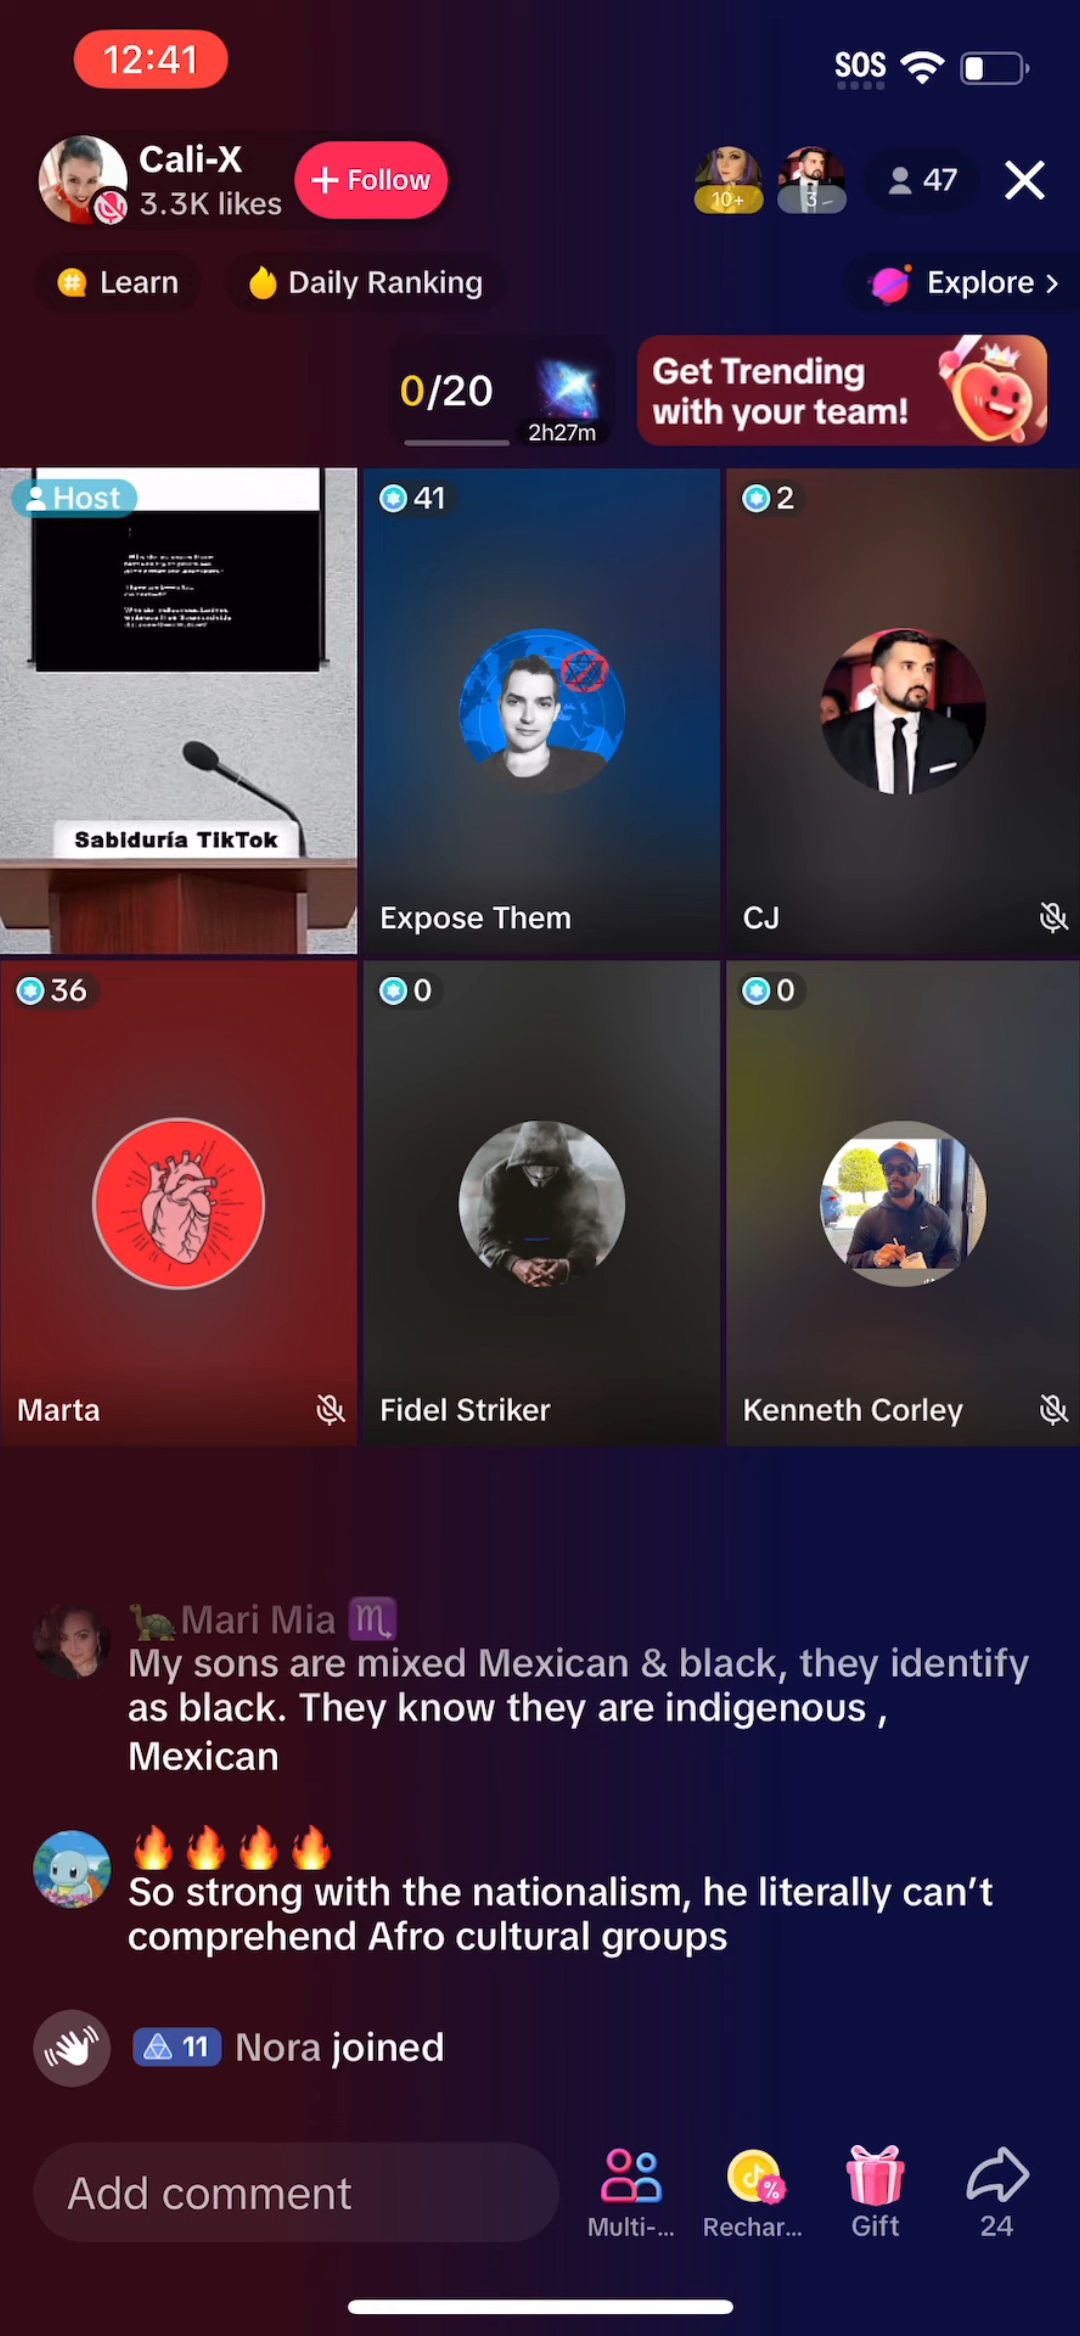 12:41
SOS
Cali-X
3.3K likes
+ Follow
10+
3
47
Learn
Daily Ranking
Explore >
0/20
2h27m
Get Trending
with your team!
Host
Sabiduría TikTok
41
Expose Them
2
CJ
36
Marta
0
Fidel Striker
0
Kenneth Corley
🐢Mari Mia ♏
My sons are mixed Mexican & black, they identify
as black. They know they are indigenous ,
Mexican
🔥🔥🔥🔥
So strong with the nationalism, he literally can't
comprehend Afro cultural groups
11 Nora joined
Add comment
Multi-...
Rechar...
Gift
24